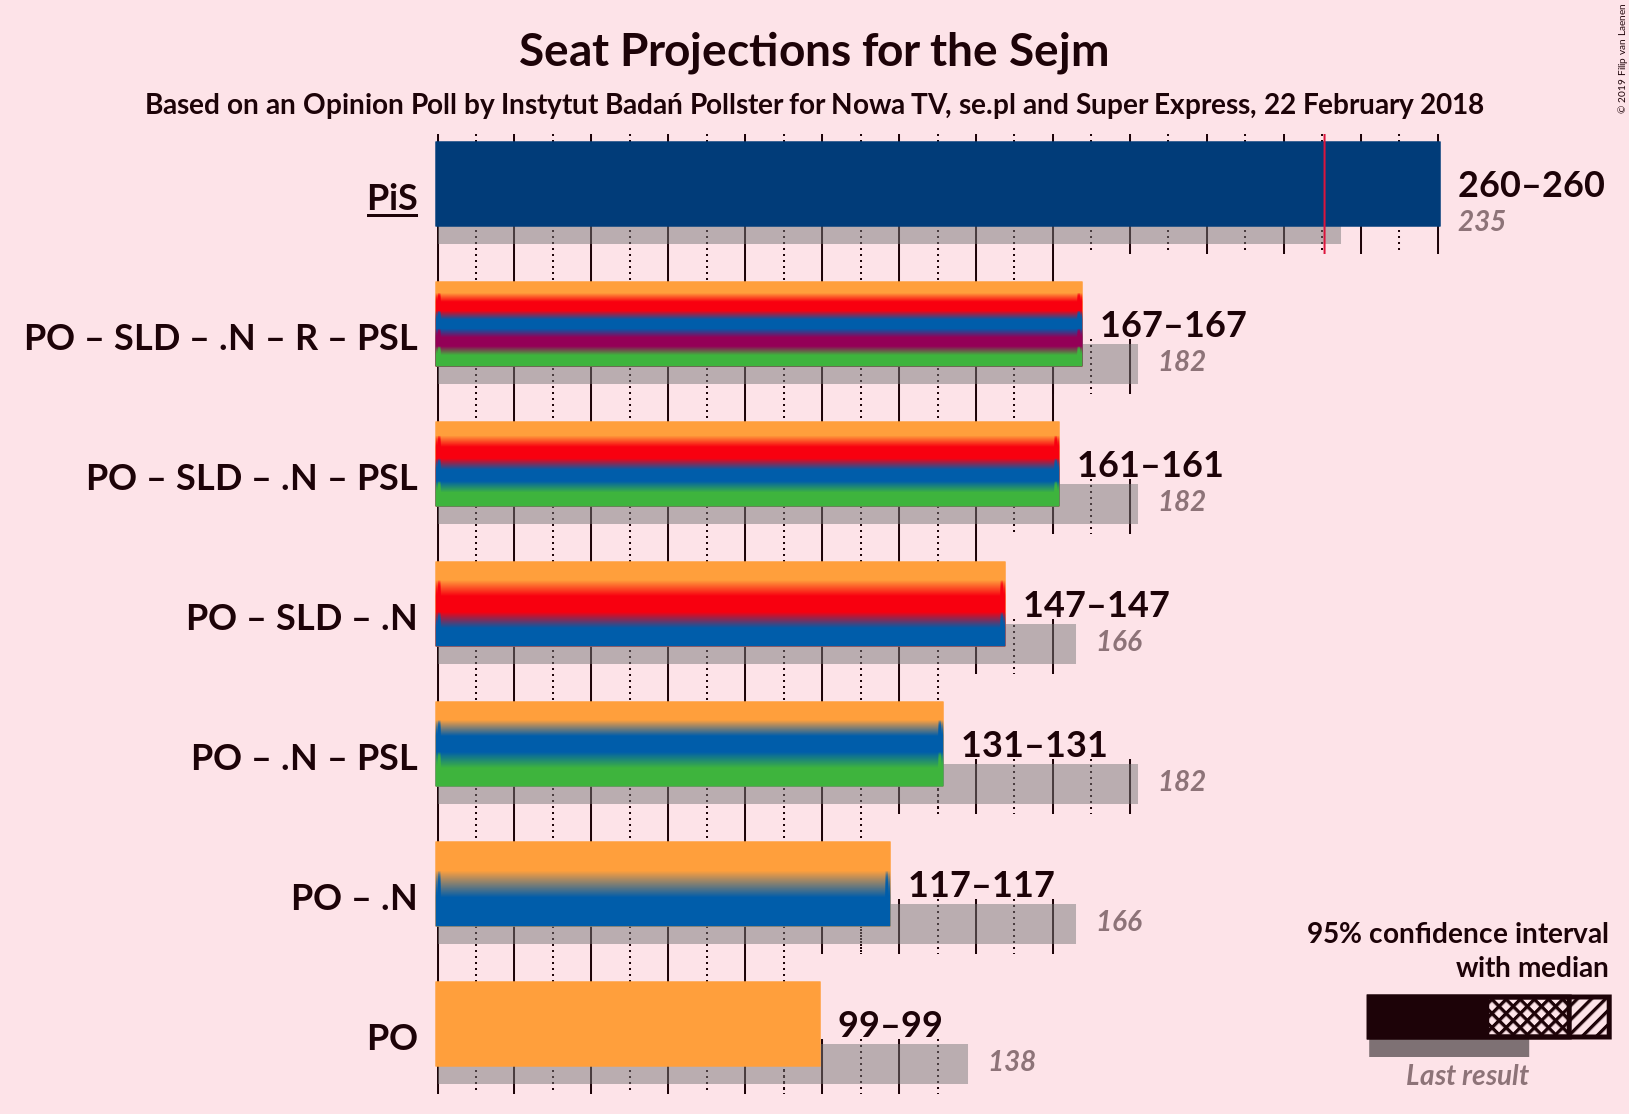 Seat Projections for the Sejm
Based on an Opinion Poll by Instytut Badań Pollster for Nowa TV, se.pl and Super Express, 22 February 2018
© 2019 Filip van Laenen
PiS
260–260
235
PO – SLD – .N – R – PSL
167–167
182
PO – SLD – .N – PSL
161–161
182
PO – SLD – .N
147–147
166
PO – .N – PSL
131–131
182
PO – .N
117–117
166
PO
99–99
138
95% confidence interval
with median
Last result